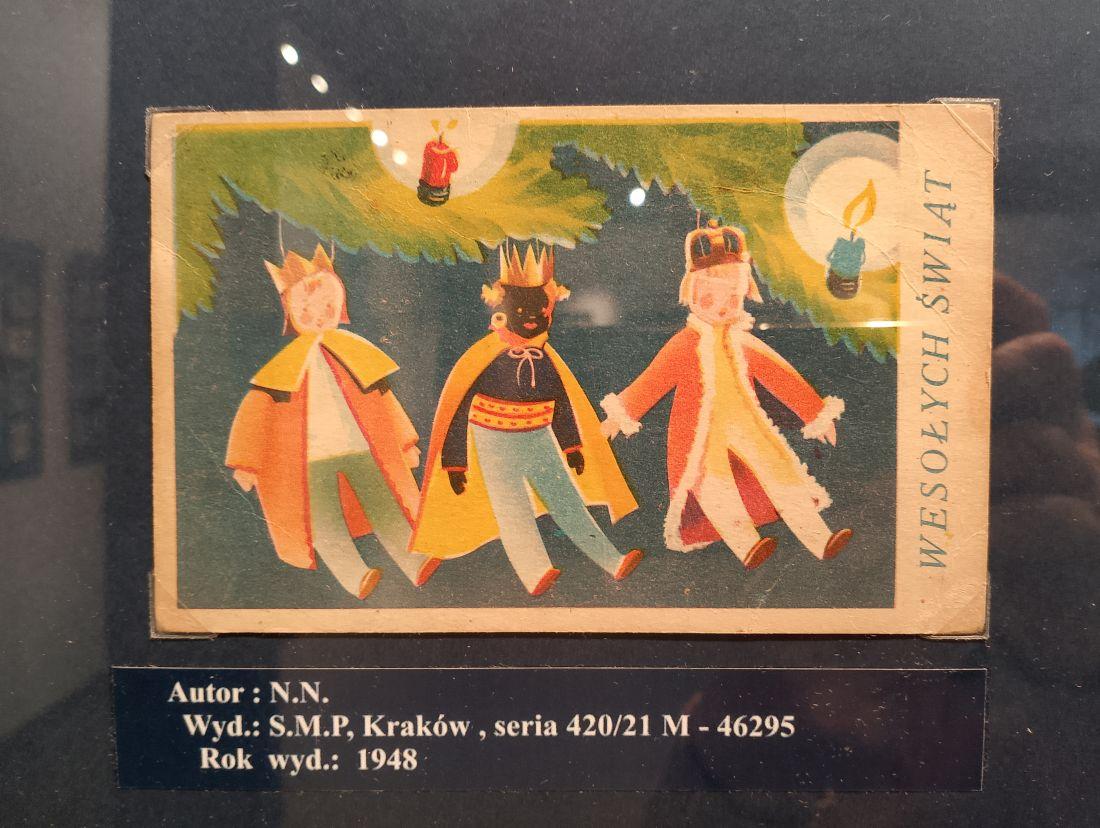 WESOŁYCH ŚWIĄT
Autor : N.N.
Wyd.: S.M.P, Kraków , seria 420/21 M - 46295
Rok wyd.: 1948